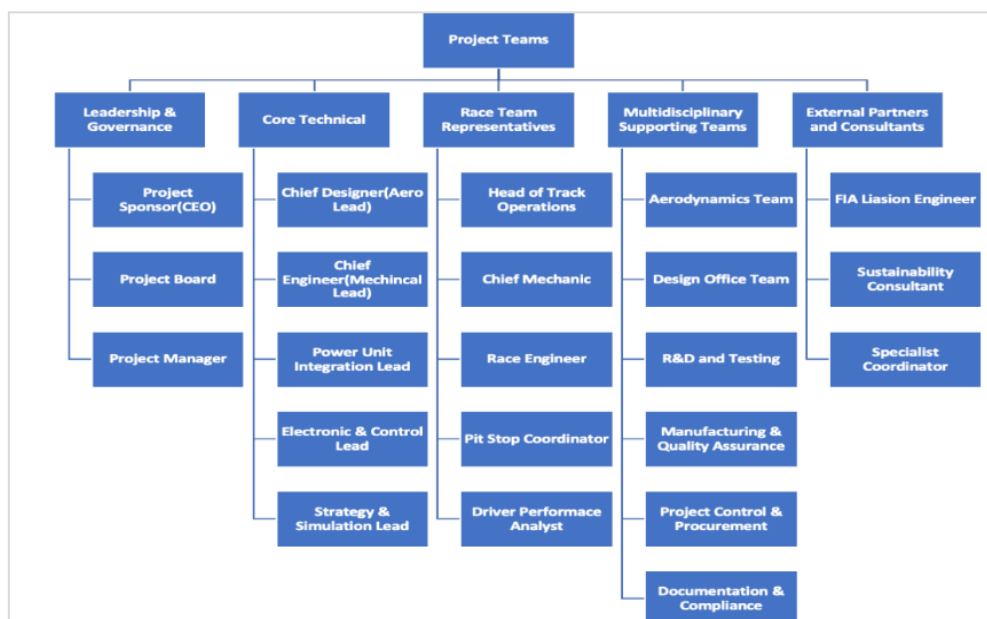 Project Teams
Leadership &
Governance
Project
Sponsor(CEO)
Project Board
Project Manager
Core Technical
Chief Designer(Aero
Lead)
Chief
Engineer(Mechincal
Lead)
Power Unit
Integration Lead
Electronic & Control
Lead
Strategy &
Simulation Lead
Race Team
Representatives
Head of Track
Operations
Chief Mechanic
Race Engineer
Pit Stop Coordinator
Driver Performace
Analyst
Multidisciplinary
Supporting Teams
Aerodynamics Team
Design Office Team
R&D and Testing
Manufacturing &
Quality Assurance
Project Control &
Procurement
Documentation &
Compliance
External Partners
and Consultants
FIA Liasion Engineer
Sustainability
Consultant
Specialist
Coordinator